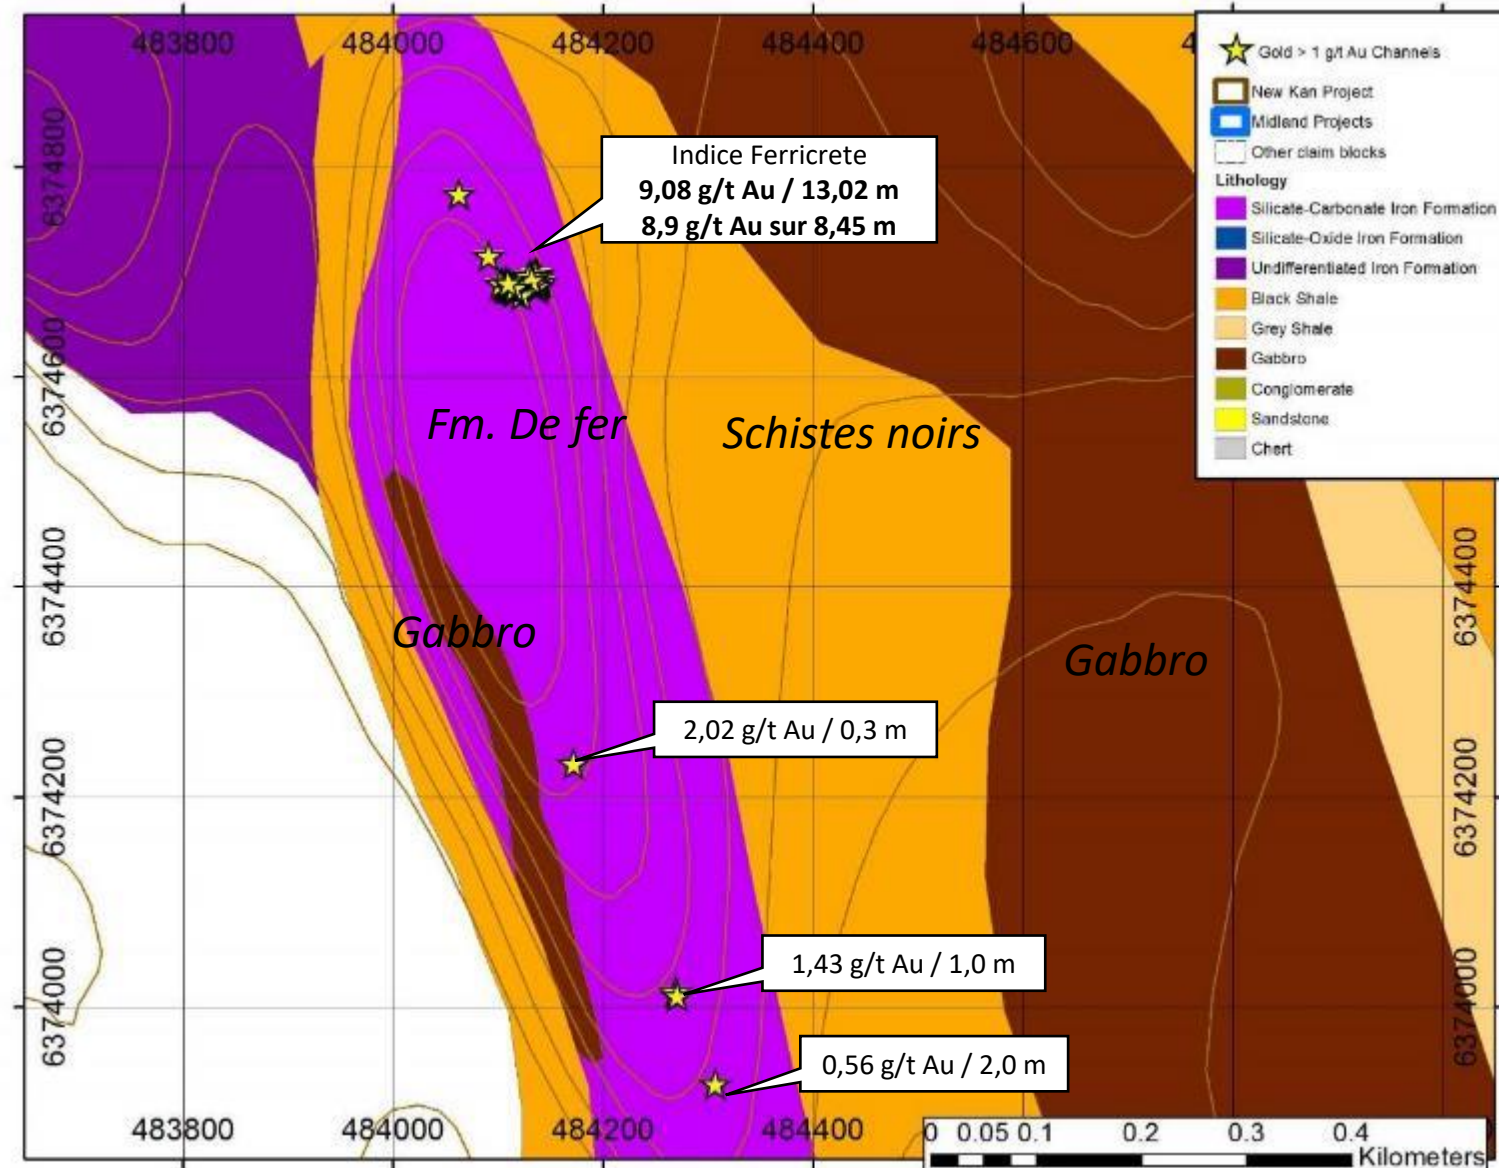 483800
484000
484200
484400
484600
4
Gold > 1 g/t Au Channels
New Kan Project
Midland Projects
Other claim blocks
Lithology
Silicate-Carbonate Iron Formation
Silicate-Oxide Iron Formation
Undifferentiated Iron Formation
Black Shale
Grey Shale
Gabbro
Conglomerate
Sandstone
Chert
6374800
Indice Ferricrete
9,08 g/t Au / 13,02 m
8,9 g/t Au sur 8,45 m
6374600
Fm. De fer
Schistes noirs
6374400
6374400
Gabbro
Gabbro
2,02 g/t Au / 0,3 m
6374200
6374200
1,43 g/t Au / 1,0 m
6374000
6374000
0,56 g/t Au / 2,0 m
483800
484000
484200
484400
0 0.05 0.1 0.2 0.3 0.4
Kilometers